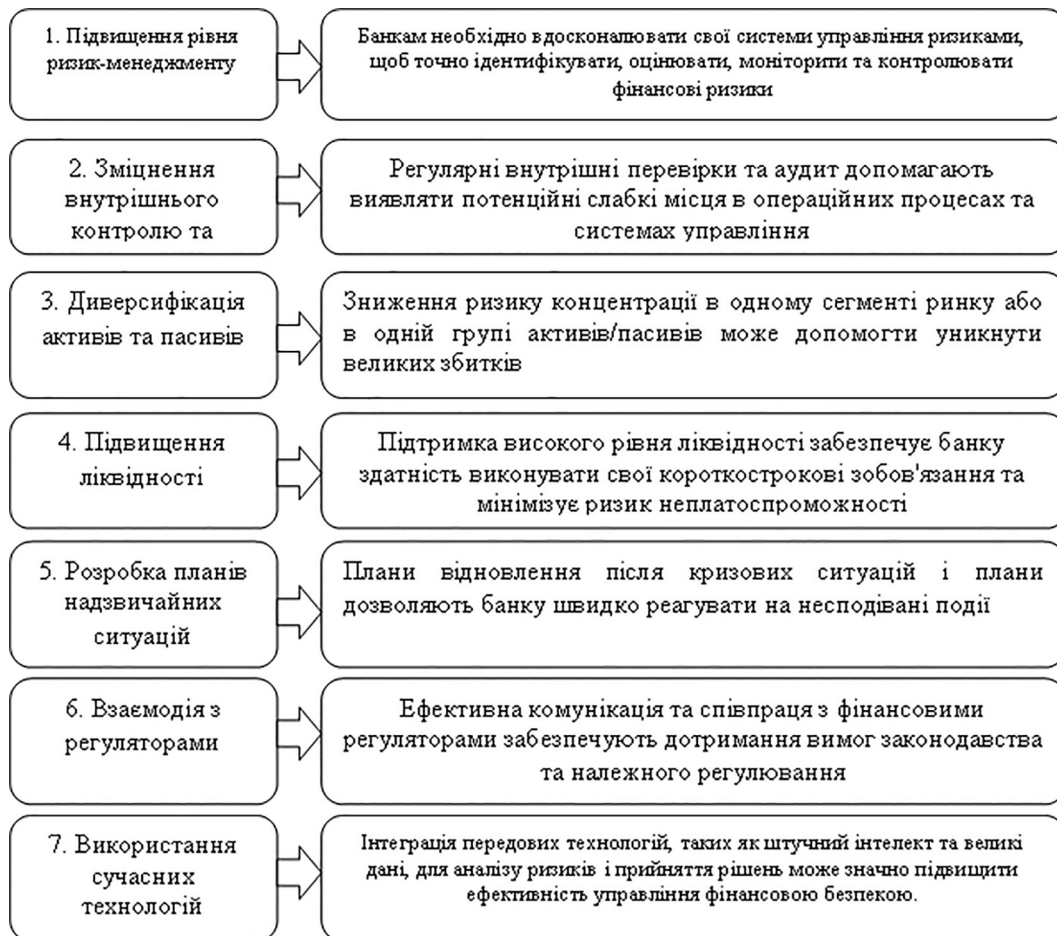 1. Підвищення рівня
ризик-менеджменту
Банкам необхідно вдосконалювати свої системи управління ризиками,
щоб точно ідентифікувати, оцінювати, моніторити та контролювати
фінансові ризики
2. Зміцнення
внутрішнього
контролю та
Регулярні внутрішні перевірки та аудит допомагають
виявляти потенційні слабкі місця в операційних процесах та
системах управління
3. Диверсифікація
активів та пасивів
Зниження ризику концентрації в одному сегменті ринку або
в одній групі активів/пасивів може допомогти уникнути
великих збитків
4. Підвищення
ліквідності
Підтримка високого рівня ліквідності забезпечує банку
здатність виконувати свої короткострокові зобов'язання та
мінімізує ризик неплатоспроможності
5. Розробка планів
надзвичайних
ситуацій
Плани відновлення після кризових ситуацій і плани
дозволяють банку швидко реагувати на несподівані події
6. Взаємодія з
регуляторами
Ефективна комунікація та співпраця з фінансовими
регуляторами забезпечують дотримання вимог законодавства
та належного регулювання
7. Використання
сучасних
технологій
Інтеграція передових технологій, таких як штучний інтелект та великі
дані, для аналізу ризиків і прийняття рішень може значно підвищити
ефективність управління фінансовою безпекою.